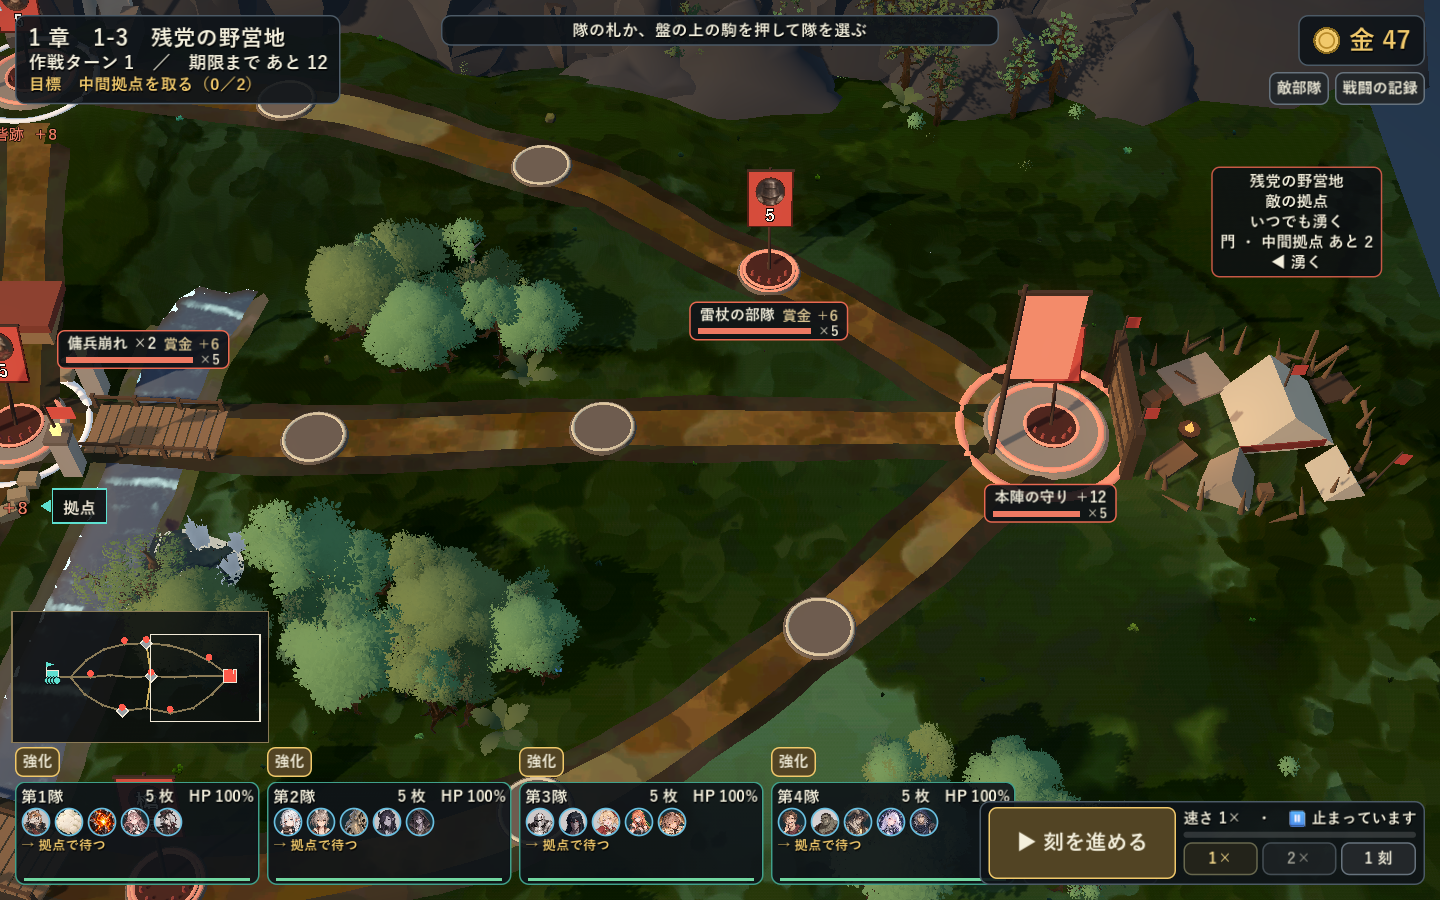 1 章　1-3　残党の野営地
作戦ターン 1　／　期限まで あと 12
目標　中間拠点を取る（0／2）
隊の札か、盤の上の駒を押して隊を選ぶ
金 47
敵部隊
戦闘の記録
砦跡 +8
残党の野営地
敵の拠点
いつでも湧く
門 ・ 中間拠点 あと 2
◀ 湧く
5
雷杖の部隊 賞金 +6
×5
傭兵崩れ ×2 賞金 +6
×5
5
本陣の守り +12
×5
+8
拠点
強化
強化
強化
強化
第1隊 5 枚 HP 100%
→ 拠点で待つ
第2隊 5 枚 HP 100%
→ 拠点で待つ
第3隊 5 枚 HP 100%
→ 拠点で待つ
第4隊 5 枚 HP 100%
→ 拠点で待つ
▶ 刻を進める
速さ 1× ・ ⏸ 止まっています
1×
2×
1 刻